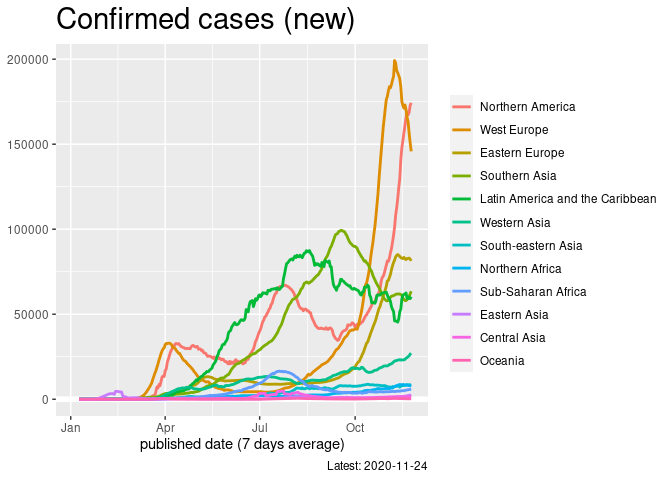 Confirmed cases (new)
200000
150000
100000
50000
0
Jan
Apr
Jul
Oct
published date (7 days average)
Latest: 2020-11-24
Northern America
West Europe
Eastern Europe
Southern Asia
Latin America and the Caribbean
Western Asia
South-eastern Asia
Northern Africa
Sub-Saharan Africa
Eastern Asia
Central Asia
Oceania